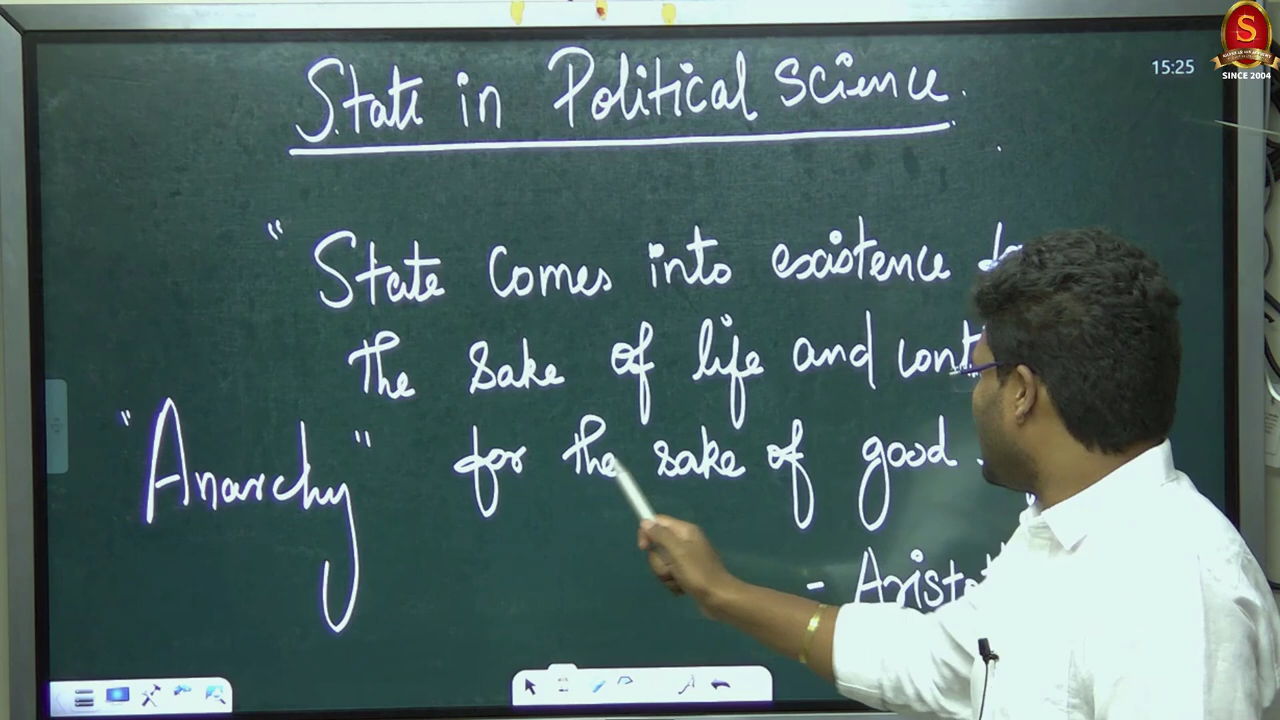 State in Political Science.
15:25
S
SINCE 2004
" State Comes into existence
the sake of life and cont
"Anarchy" for the sake of good
- Aristot